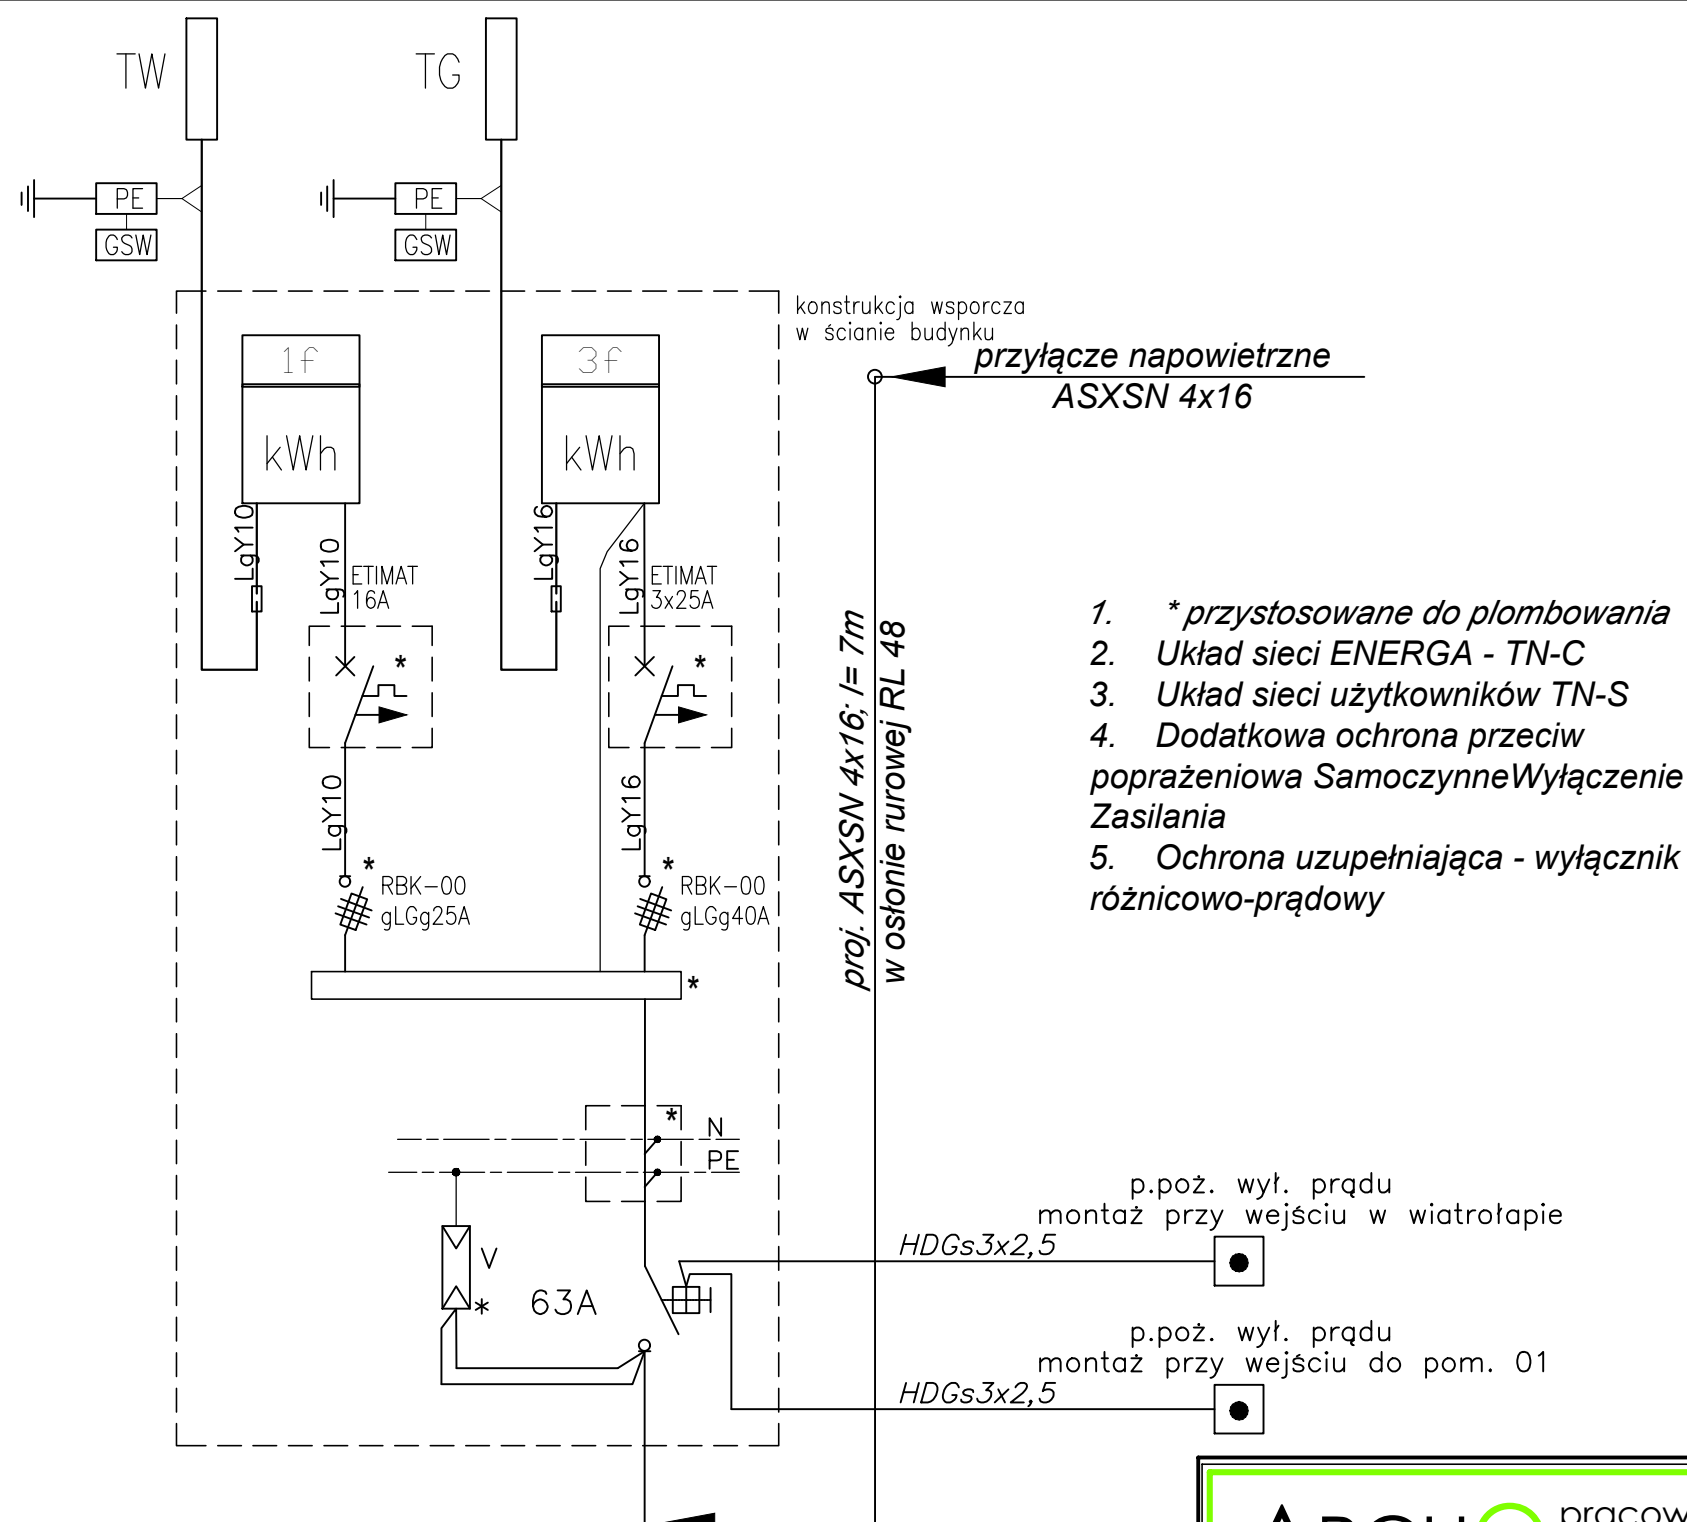 TW
TG
PE
GSW
PE
GSW
konstrukcja wsporcza
w ścianie budynku
przyłącze napowietrzne
ASXSN 4x16
1f
kWh
3f
kWh
LgY10
LgY10
ETIMAT
16A
LgY16
LgY16
ETIMAT
3x25A
*
*
LgY10
LgY16
*
RBK-00
gLGg25A
*
RBK-00
gLGg40A
*
proj. ASXSN 4x16; l= 7m
w osłonie rurowej RL 48
1. * przystosowane do plombowania
2. Układ sieci ENERGA - TN-C
3. Układ sieci użytkowników TN-S
4. Dodatkowa ochrona przeciw
poprażeniowa SamoczynneWyłączenie
Zasilania
5. Ochrona uzupełniająca - wyłącznik
różnicowo-prądowy
*
N
PE
V
*
63A
p.poż. wył. prądu
montaż przy wejściu w wiatrołapie
HDGs3x2,5
p.poż. wył. prądu
montaż przy wejściu do pom. 01
HDGs3x2,5